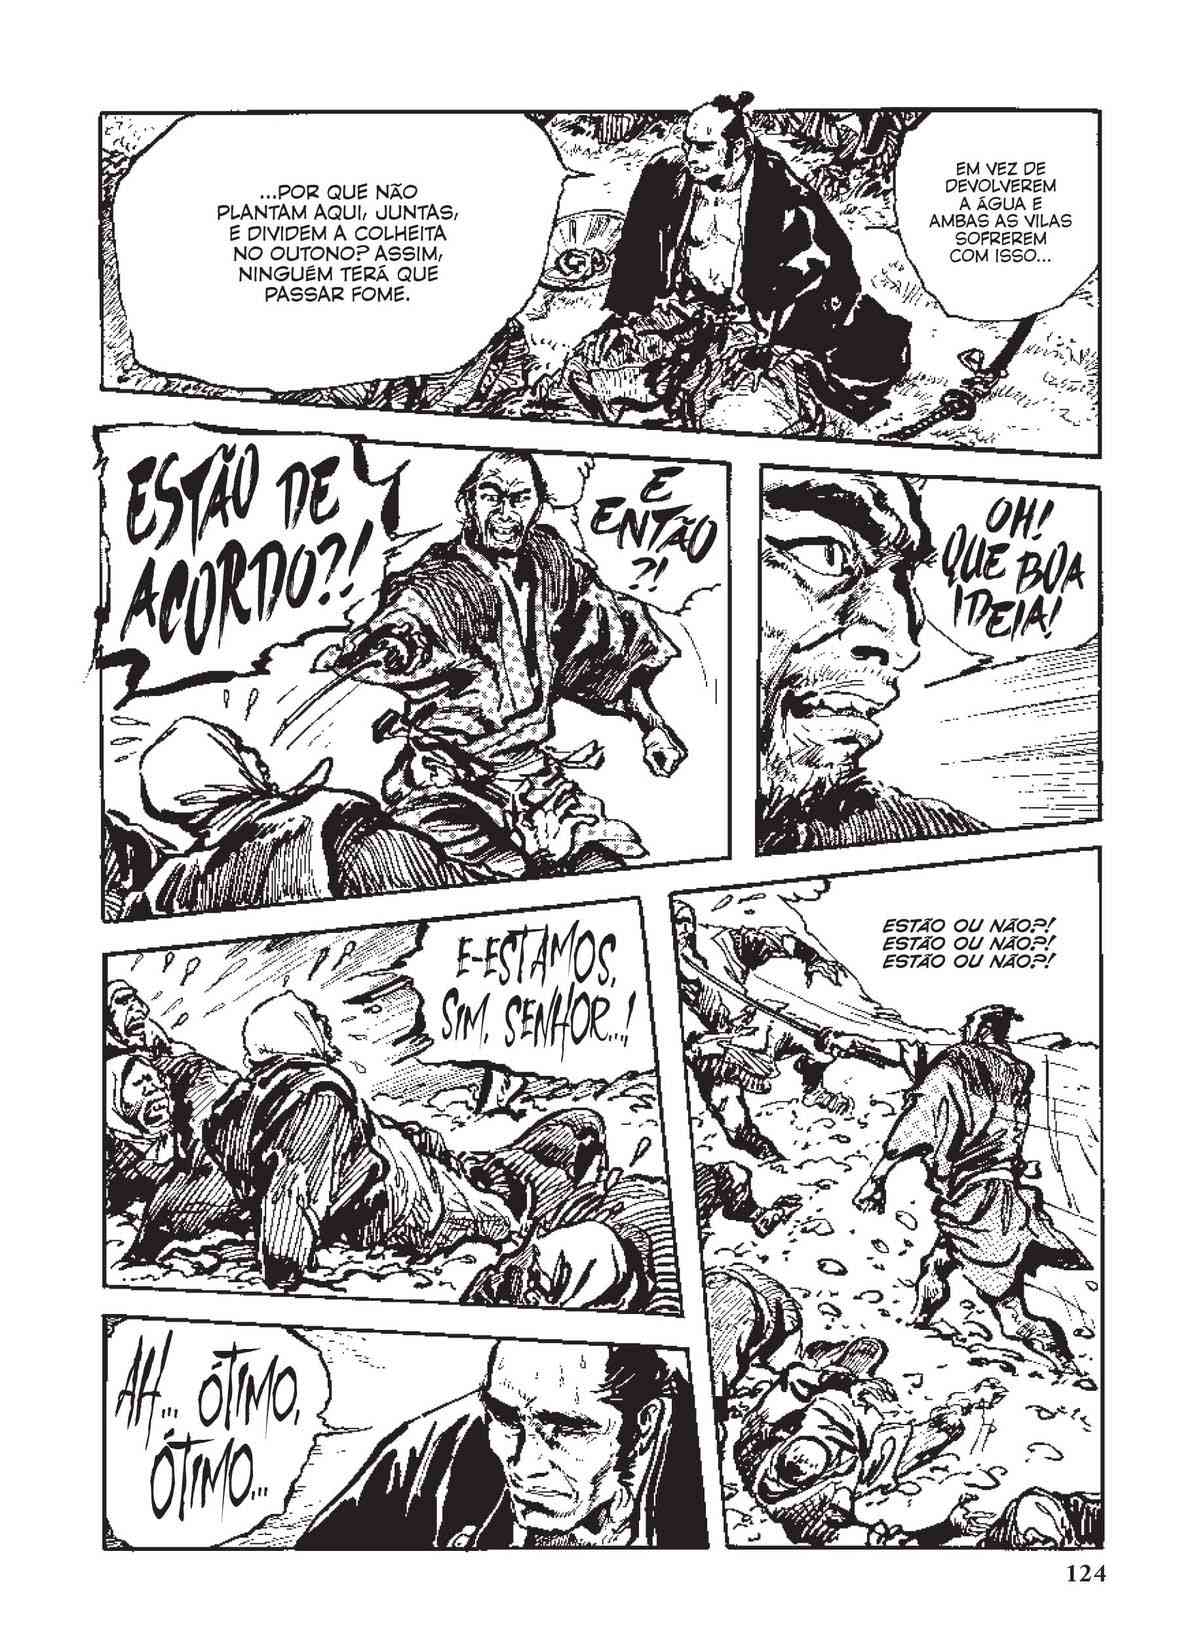 EM VEZ DE
DEVOLVEREM
A ÁGUA E
AMBAS AS VILAS
SOFREREM
COM ISSO...
...POR QUE NÃO
PLANTAM AQUI, JUNTAS,
E DIVIDEM A COLHEITA
NO OUTONO? ASSIM,
NINGUÉM TERÁ QUE
PASSAR FOME.
OH!
QUE BOA
IDEIA!
E
ENTÃO
?!
ESTÃO DE
ACORDO?!
ESTÃO OU NÃO?!
ESTÃO OU NÃO?!
ESTÃO OU NÃO?!
E-ESTAMOS,
SIM, SENHOR...!
AH... ÓTIMO,
ÓTIMO...
124